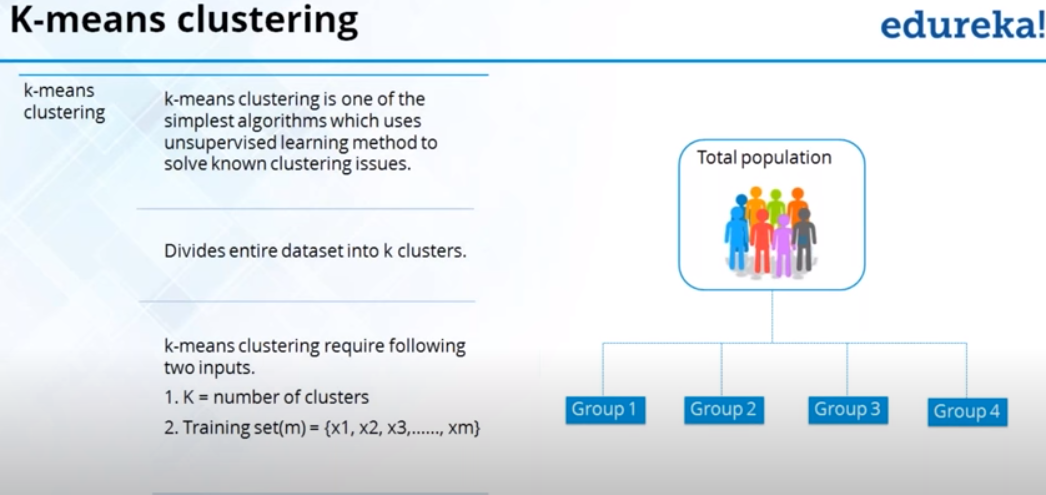 K-means clustering
edureka!
k-means
clustering
k-means clustering is one of the
simplest algorithms which uses
unsupervised learning method to
solve known clustering issues.
Divides entire dataset into k clusters.
k-means clustering require following
two inputs.
1. K = number of clusters
2. Training set(m) = {x1, x2, x3,......, xm}
Total population
Group 1
Group 2
Group 3
Group 4